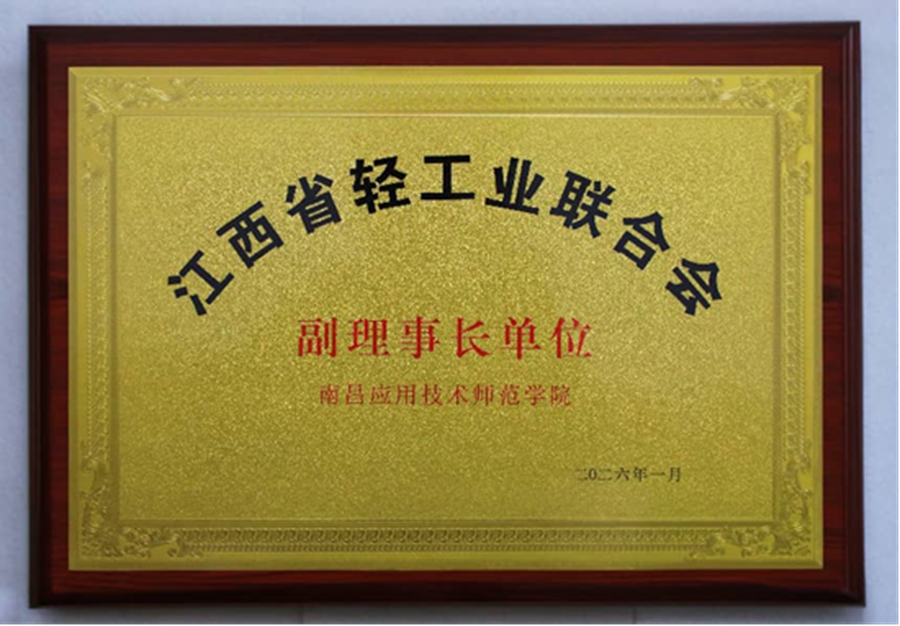 江西省轻工业联合会
副理事长单位
南昌应用技术师范学院
二0二六年一月